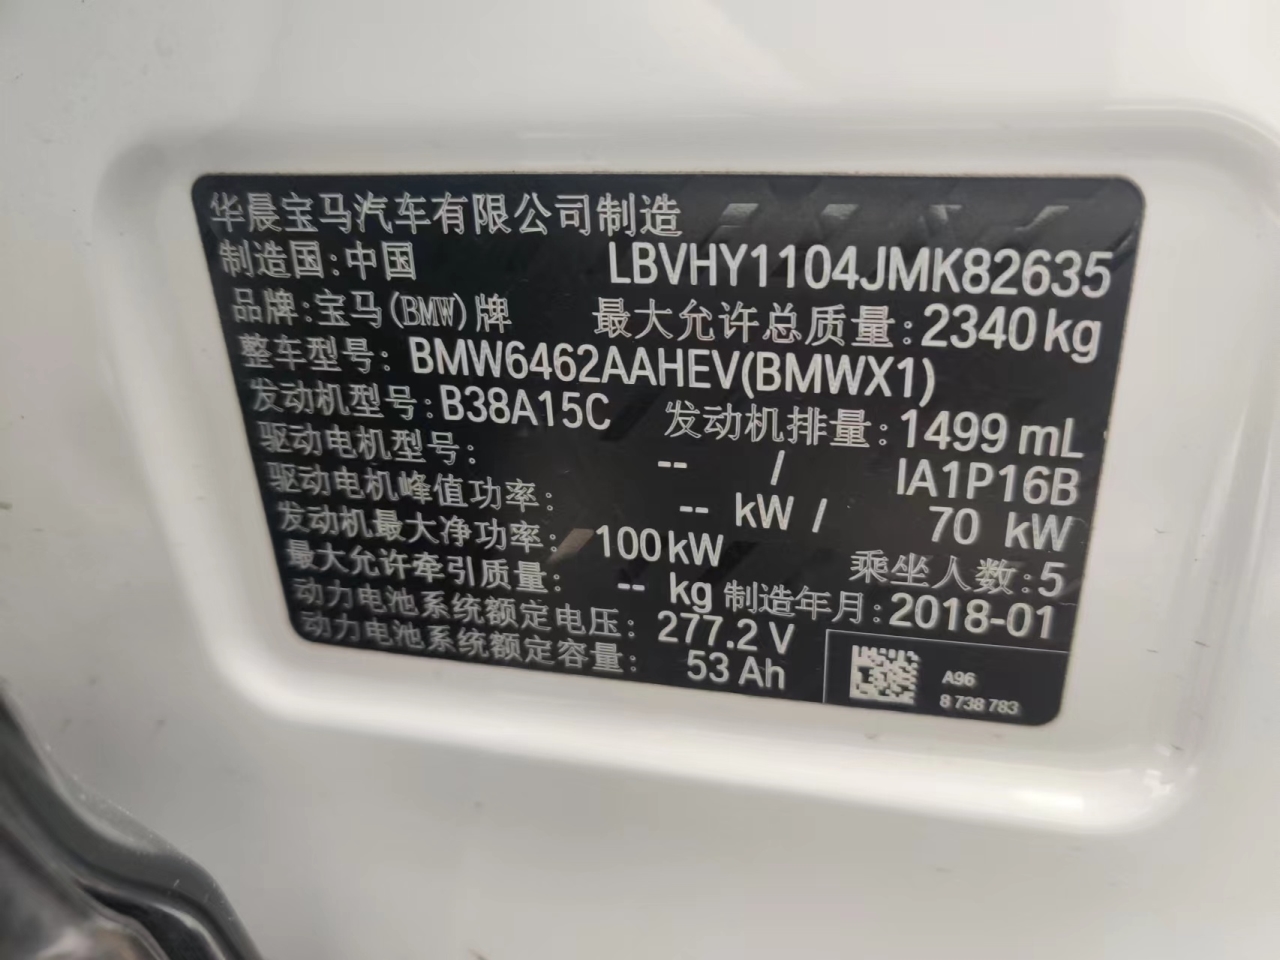 华晨宝马汽车有限公司制造
制造国:中国 LBVHY1104JMK82635
品牌:宝马(BMW)牌 最大允许总质量:2340kg
整车型号:BMW6462AAHEV(BMWX1)
发动机型号:B38A15C 发动机排量:1499 mL
驱动电机型号: -- / IA1P16B
驱动电机峰值功率: -- kW / 70 kW
发动机最大净功率: 100kW 乘坐人数:5
最大允许牵引质量: -- kg 制造年月:2018-01
动力电池系统额定电压: 277.2 V
动力电池系统额定容量: 53 Ah
A96
8 738 783